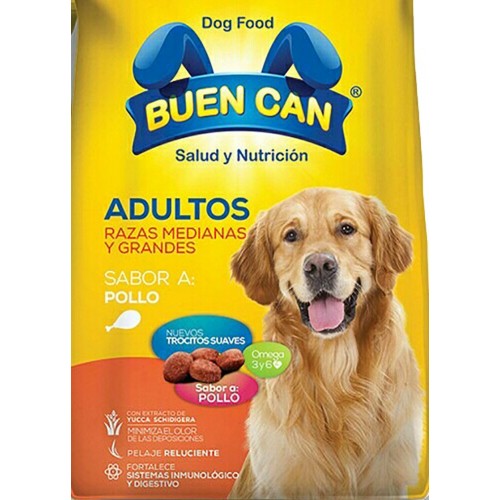 Dog Food
BUEN CAN®
Salud y Nutrición
ADULTOS
RAZAS MEDIANAS
Y GRANDES
SABOR A:
POLLO
NUEVOS
TROCITOS SUAVES
Omega
3 y 6
Sabor a:
POLLO
CON EXTRACTO DE
YUCCA SCHIDIGERA
MINIMIZA EL OLOR
DE LAS DEPOSICIONES
PELAJE RELUCIENTE
FORTALECE
SISTEMAS INMUNOLÓGICO
Y DIGESTIVO